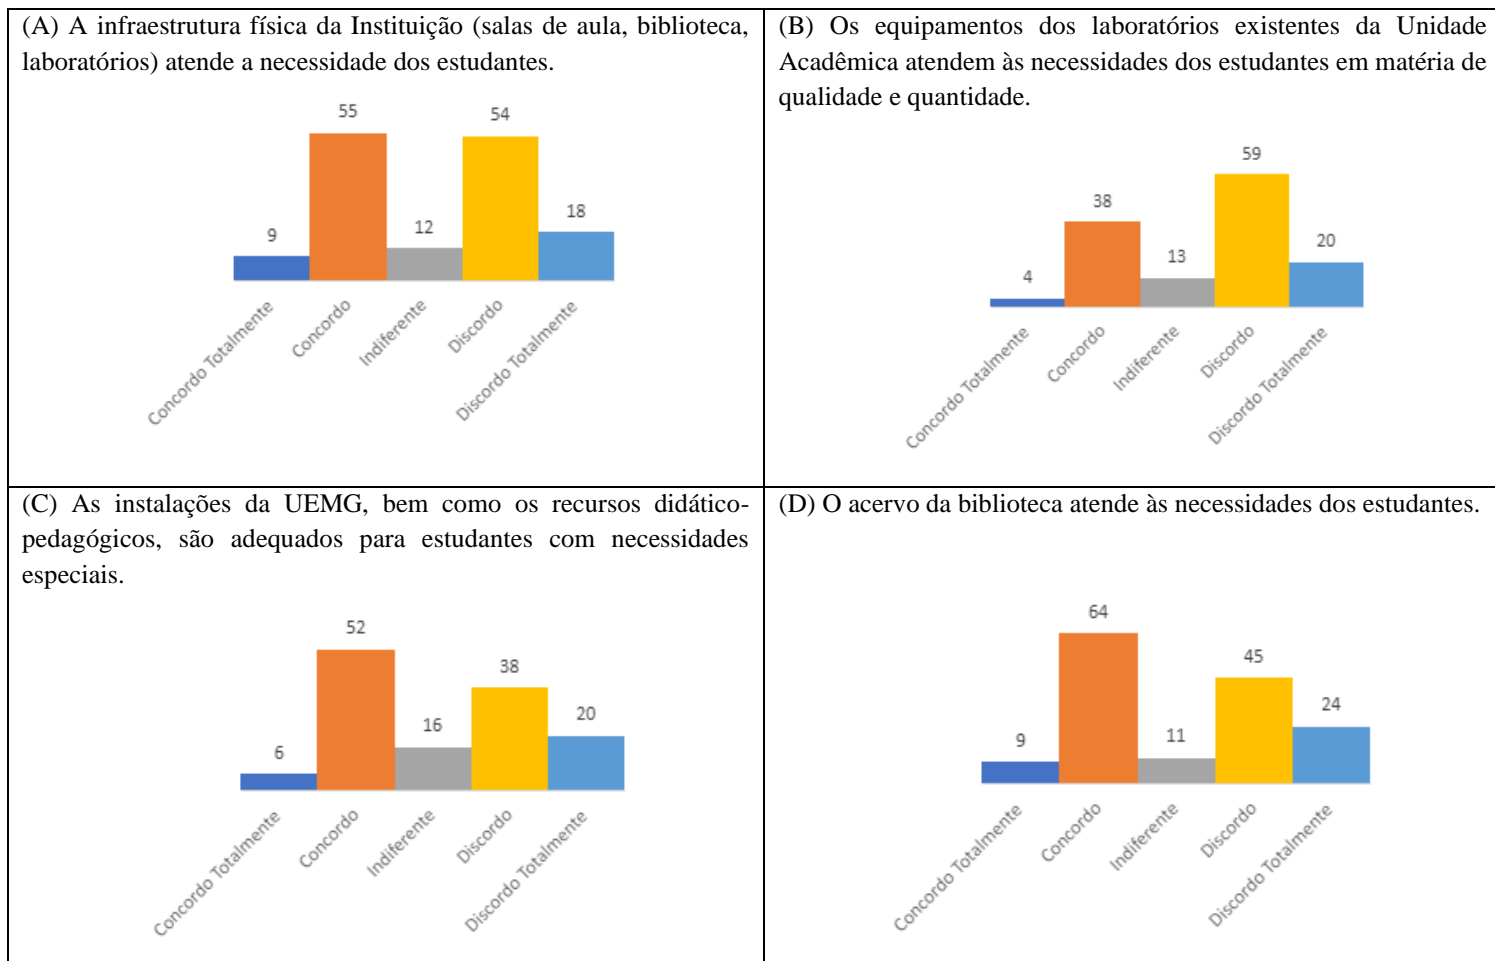 (A) A infraestrutura física da Instituição (salas de aula, biblioteca,
laboratórios) atende a necessidade dos estudantes.
55
54
18
12
9
Concordo Totalmente
Concordo
Indiferente
Discordo
Discordo Totalmente
(B) Os equipamentos dos laboratórios existentes da Unidade
Acadêmica atendem às necessidades dos estudantes em matéria de
qualidade e quantidade.
59
38
20
13
4
Concordo Totalmente
Concordo
Indiferente
Discordo
Discordo Totalmente
(C) As instalações da UEMG, bem como os recursos didático-
pedagógicos, são adequados para estudantes com necessidades
especiais.
52
38
20
16
6
Concordo Totalmente
Concordo
Indiferente
Discordo
Discordo Totalmente
(D) O acervo da biblioteca atende às necessidades dos estudantes.
64
45
24
11
9
Concordo Totalmente
Concordo
Indiferente
Discordo
Discordo Totalmente